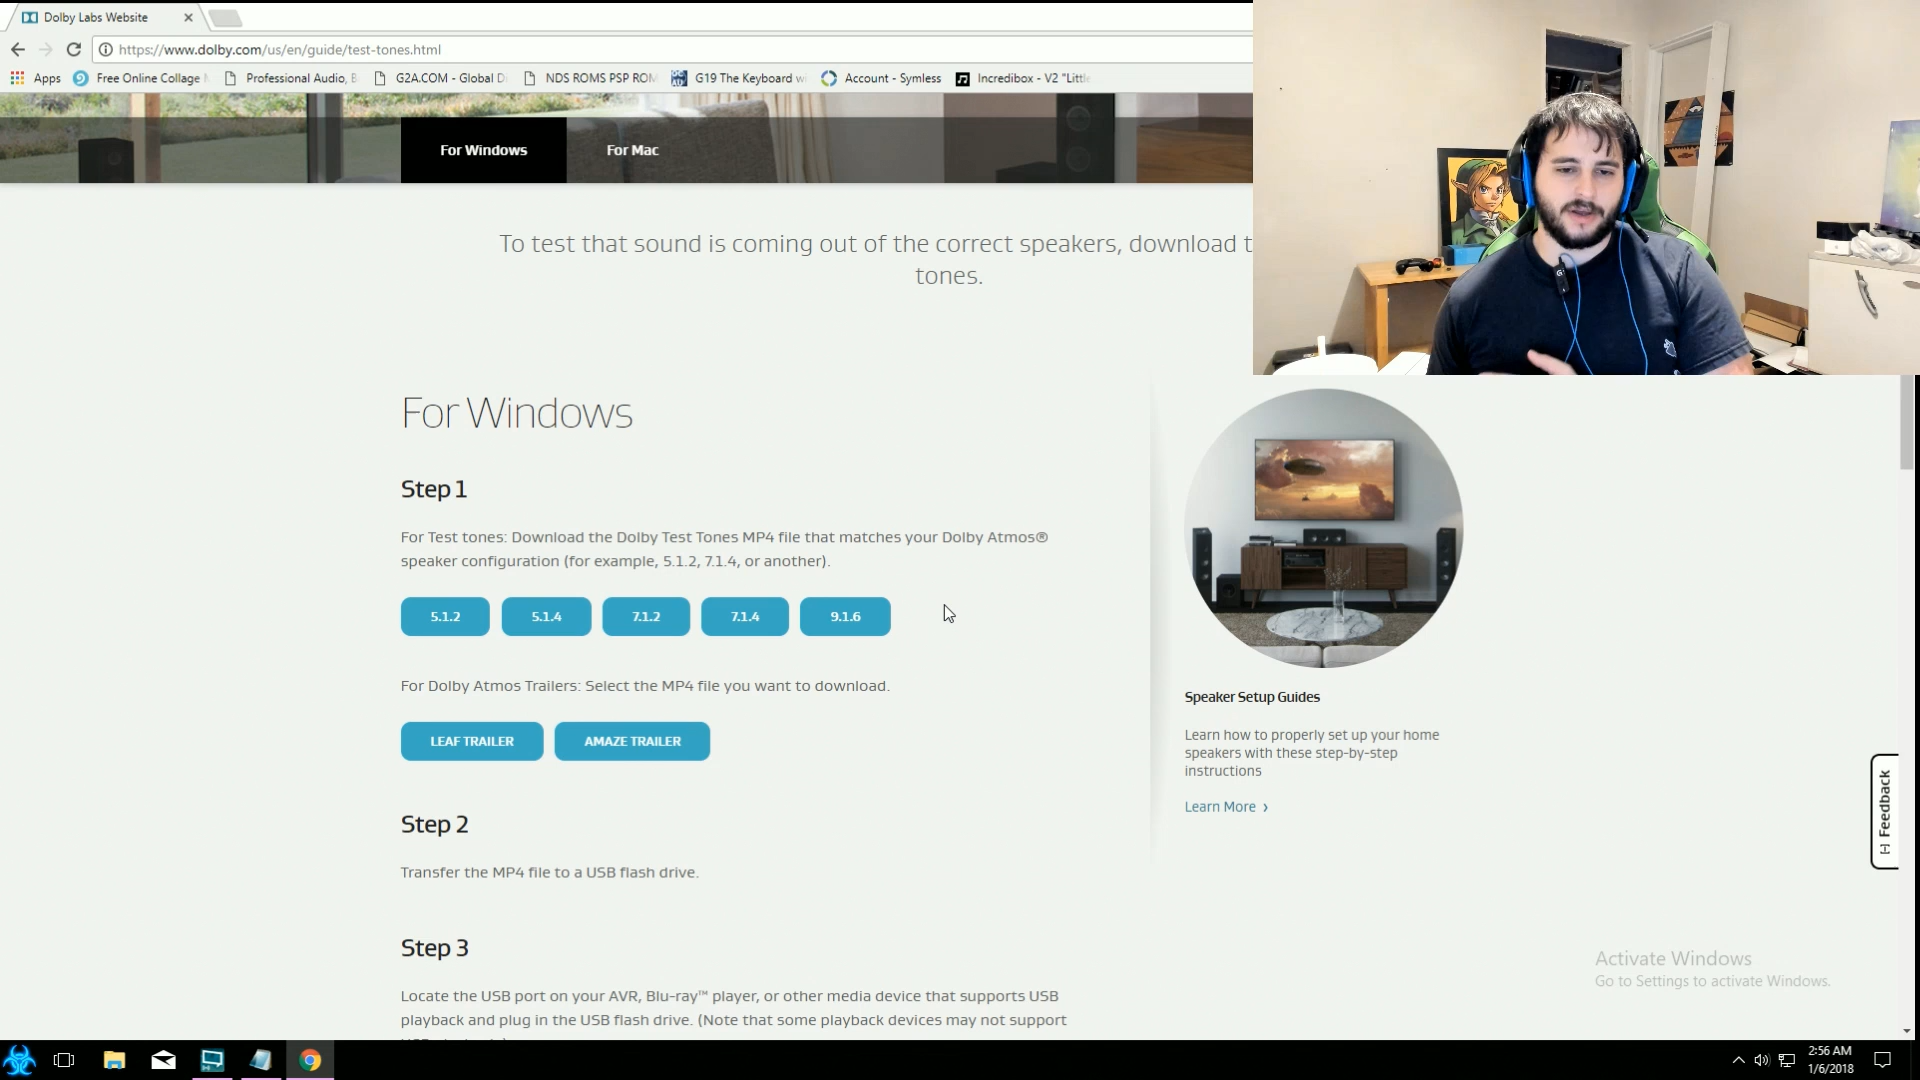 Dolby Labs Website
https://www.dolby.com/us/en/guide/test-tones.html
Apps Free Online Collage Professional Audio, B G2A.COM - Global D NDS ROMS PSP ROM G19 The Keyboard wi Account - Symless Incredibox - V2 "Little
For Windows For Mac
To test that sound is coming out of the correct speakers, download t
tones.
For Windows
Step 1
For Test tones: Download the Dolby Test Tones MP4 file that matches your Dolby Atmos®
speaker configuration (for example, 5.1.2, 7.1.4, or another).
5.1.2 5.1.4 7.1.2 7.1.4 9.1.6
For Dolby Atmos Trailers: Select the MP4 file you want to download.
LEAF TRAILER AMAZE TRAILER
Step 2
Transfer the MP4 file to a USB flash drive.
Step 3
Locate the USB port on your AVR, Blu-ray™ player, or other media device that supports USB
playback and plug in the USB flash drive. (Note that some playback devices may not support
Speaker Setup Guides
Learn how to properly set up your home
speakers with these step-by-step
instructions
Learn More ›
[-] Feedback
Activate Windows
Go to Settings to activate Windows.
2:56 AM
1/6/2018